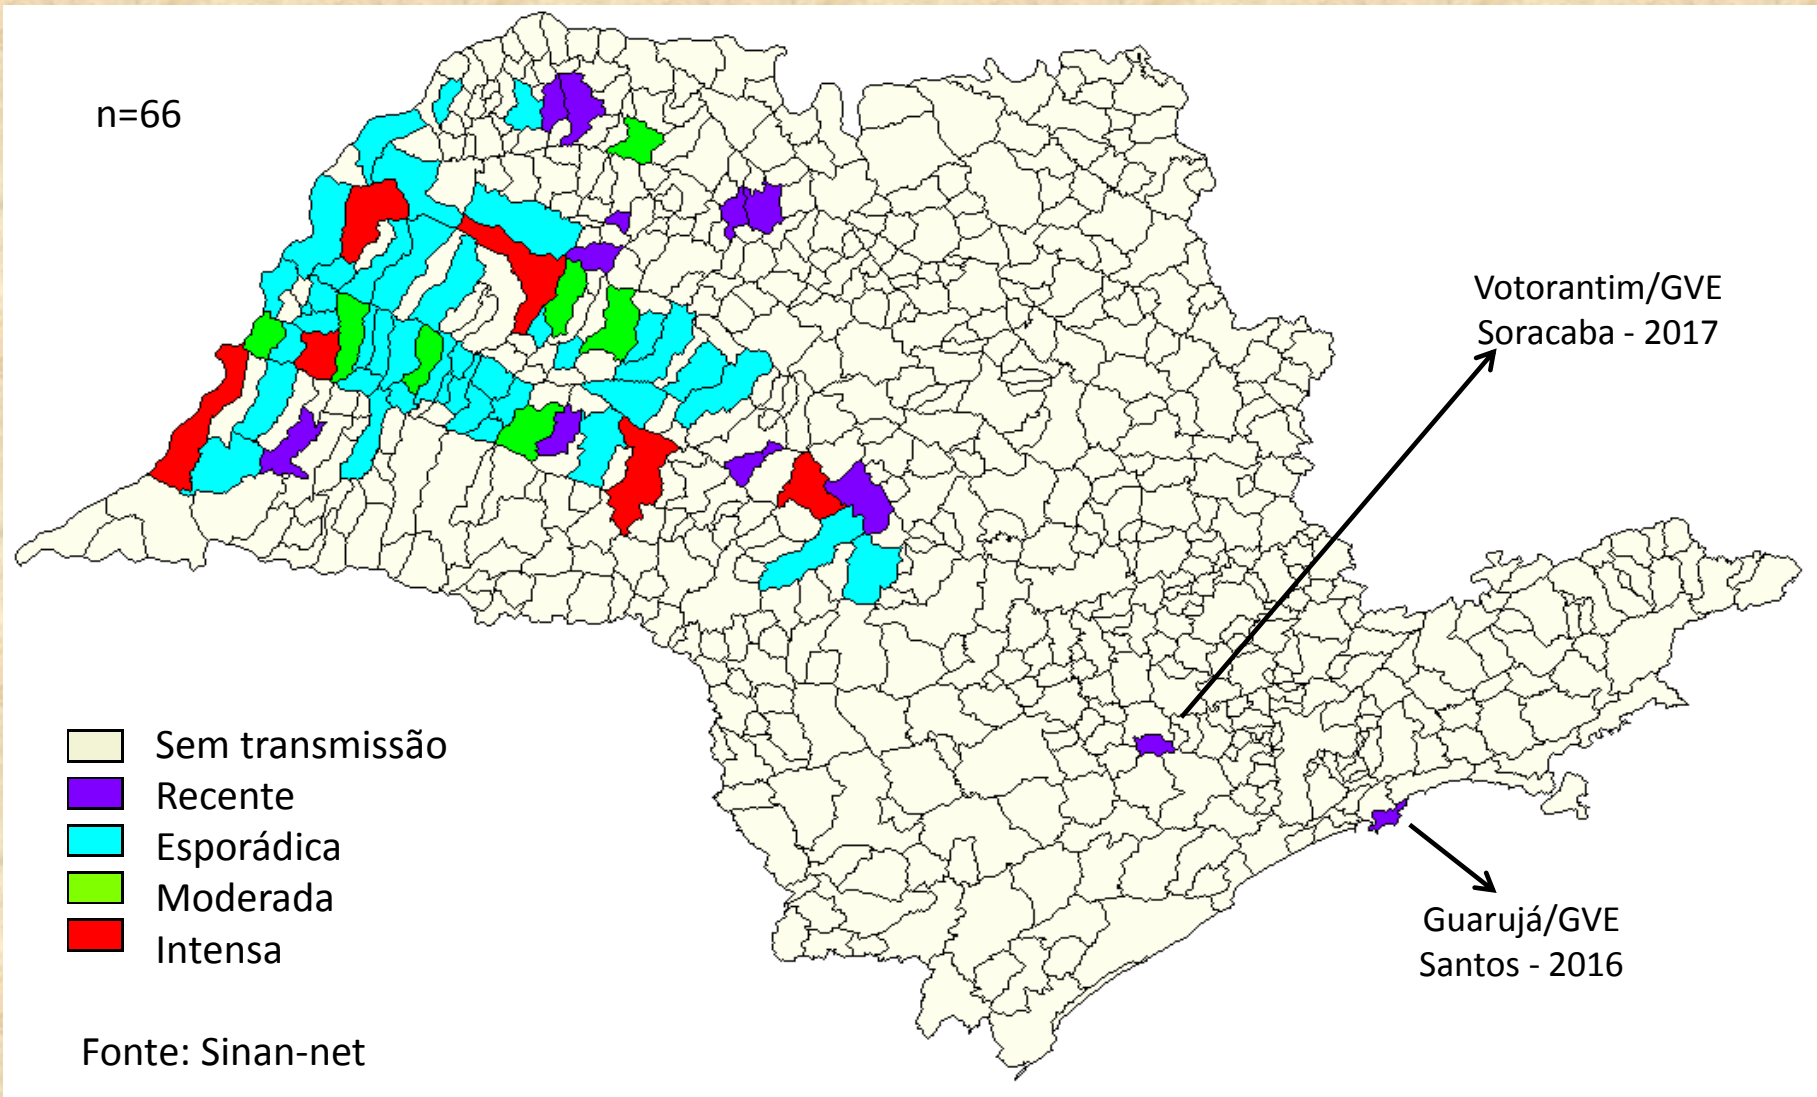 n=66
Votorantim/GVE
Soracaba - 2017
Sem transmissão
Recente
Esporádica
Moderada
Intensa
Guarujá/GVE
Santos - 2016
Fonte: Sinan-net